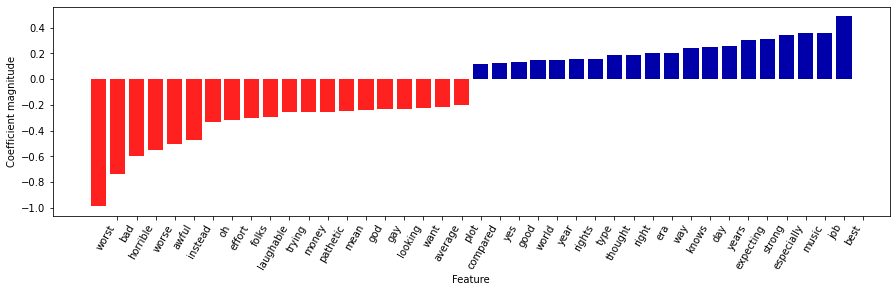 0.4
0.2
0.0
−0.2
−0.4
−0.6
−0.8
−1.0
Coefficient magnitude
worst
bad
horrible
worse
awful
instead
oh
effort
folks
laughable
trying
money
pathetic
mean
god
gay
looking
want
average
plot
compared
yes
good
world
year
rights
type
thought
right
era
way
knows
day
years
expecting
strong
especially
music
job
best
Feature